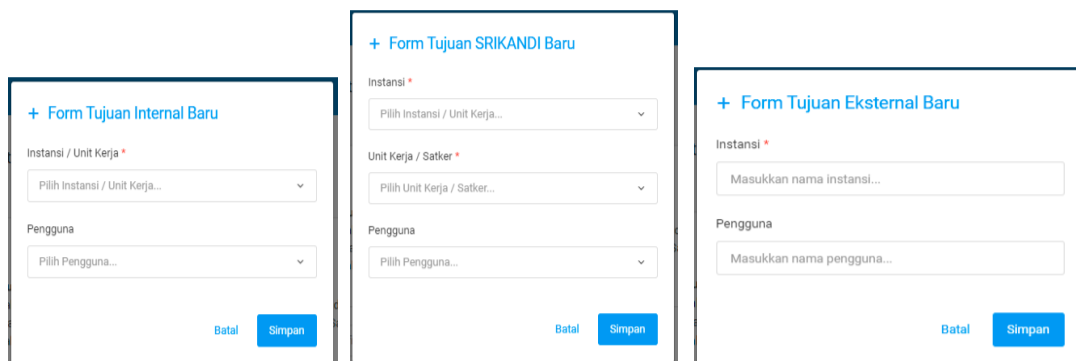 + Form Tujuan Internal Baru
Instansi / Unit Kerja *
Pilih Instansi / Unit Kerja...
Pengguna
Pilih Pengguna...
Batal Simpan
+ Form Tujuan SRIKANDI Baru
Instansi *
Pilih Instansi / Unit Kerja...
Unit Kerja / Satker *
Pilih Unit Kerja / Satker...
Pengguna
Pilih Pengguna...
Batal Simpan
+ Form Tujuan Eksternal Baru
Instansi *
Masukkan nama instansi...
Pengguna
Masukkan nama pengguna...
Batal Simpan